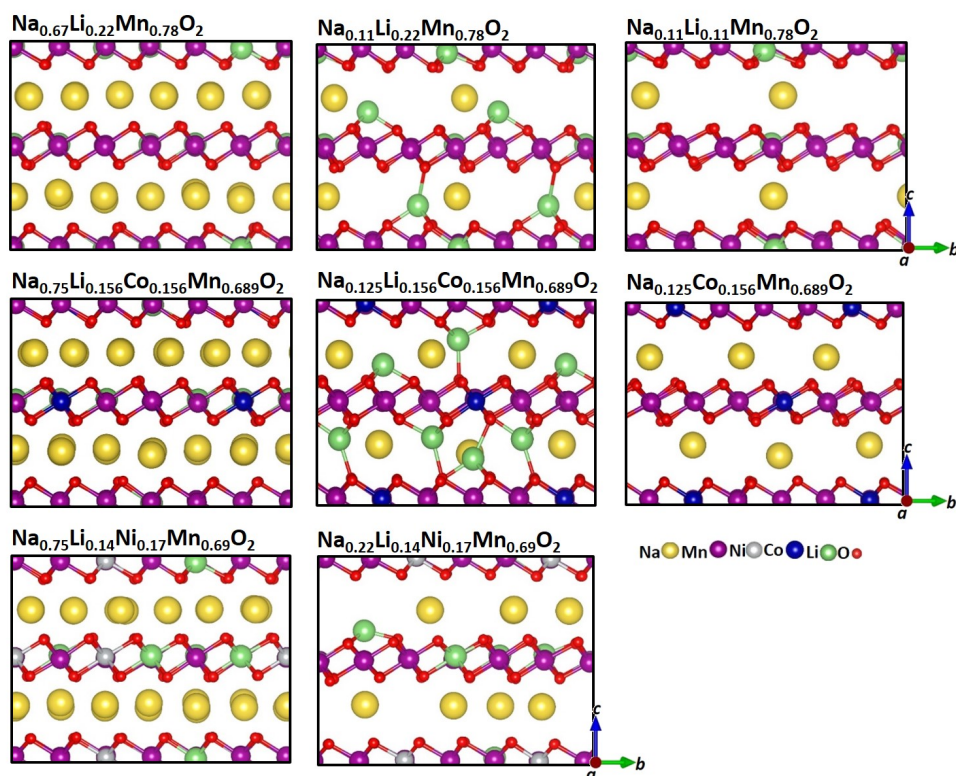 Na0.67Li0.22Mn0.78O2
Na0.11Li0.22Mn0.78O2
Na0.11Li0.11Mn0.78O2
c
a
b
Na0.75Li0.156Co0.156Mn0.689O2
Na0.125Li0.156Co0.156Mn0.689O2
Na0.125Co0.156Mn0.689O2
c
a
b
Na0.75Li0.14Ni0.17Mn0.69O2
Na0.22Li0.14Ni0.17Mn0.69O2
Na Mn Ni Co Li O
c
a
b